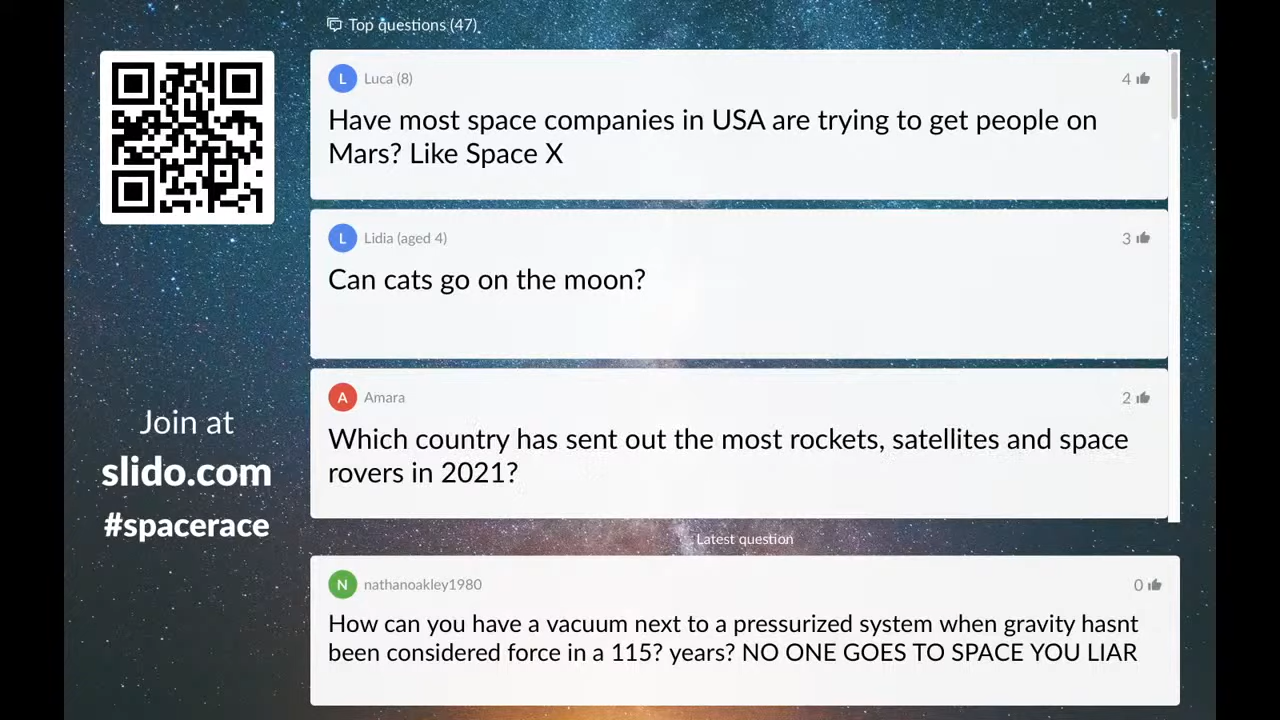 Top questions (47)
L Luca (8) 4
Have most space companies in USA are trying to get people on
Mars? Like Space X
L Lidia (aged 4) 3
Can cats go on the moon?
A Amara 2
Which country has sent out the most rockets, satellites and space
rovers in 2021?
Join at
slido.com
#spacerace
Latest question
N nathanoakley1980 0
How can you have a vacuum next to a pressurized system when gravity hasnt
been considered force in a 115? years? NO ONE GOES TO SPACE YOU LIAR